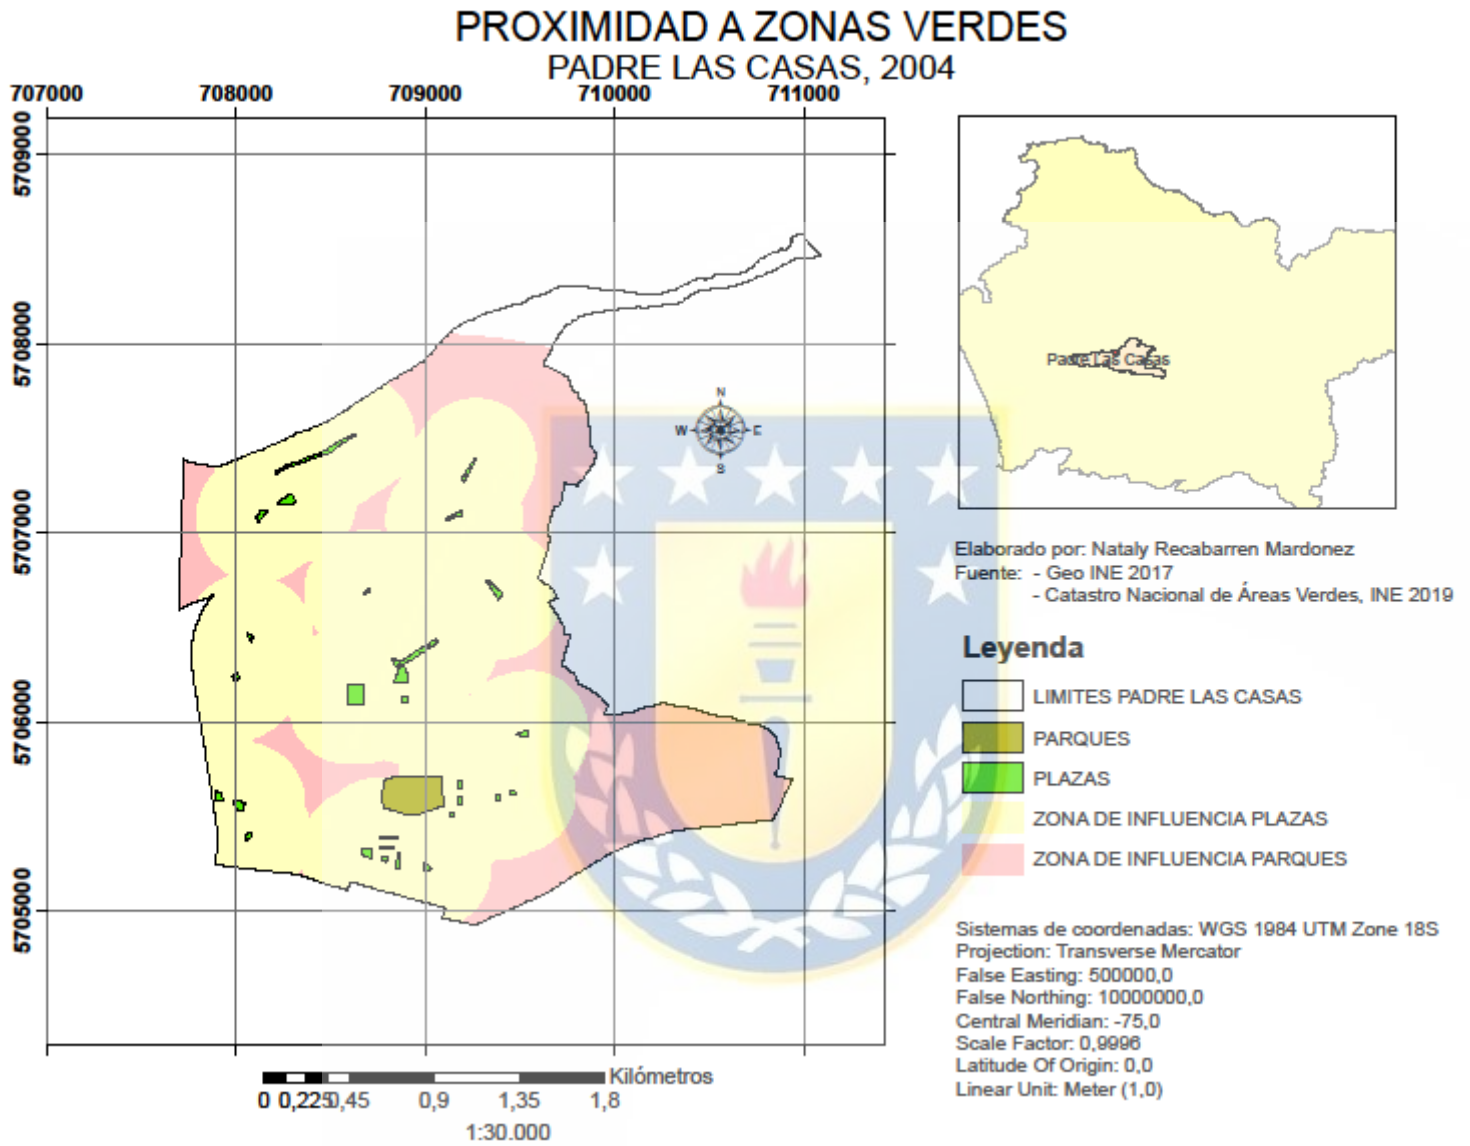 PROXIMIDAD A ZONAS VERDES
PADRE LAS CASAS, 2004
707000 708000 709000 710000 711000
5709000
5708000
5707000
5706000
5705000
N
W E
S
Padre Las Casas
Elaborado por: Nataly Recabarren Mardonez
Fuente: - Geo INE 2017
- Catastro Nacional de Áreas Verdes, INE 2019
Leyenda
LIMITES PADRE LAS CASAS
PARQUES
PLAZAS
ZONA DE INFLUENCIA PLAZAS
ZONA DE INFLUENCIA PARQUES
Sistemas de coordenadas: WGS 1984 UTM Zone 18S
Projection: Transverse Mercator
False Easting: 500000,0
False Northing: 10000000,0
Central Meridian: -75,0
Scale Factor: 0,9996
Latitude Of Origin: 0,0
Linear Unit: Meter (1,0)
Kilómetros
0 0,225 0,45 0,9 1,35 1,8
1:30.000